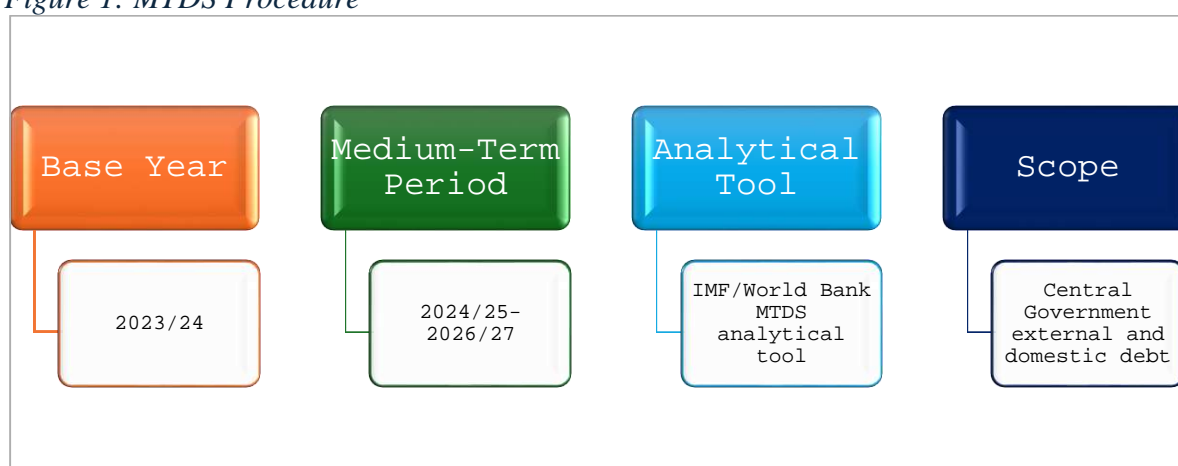 Figure 1: MTDS Procedure
Base Year
2023/24
Medium-Term
Period
2024/25-
2026/27
Analytical
Tool
IMF/World Bank
MTDS
analytical
tool
Scope
Central
Government
external and
domestic debt